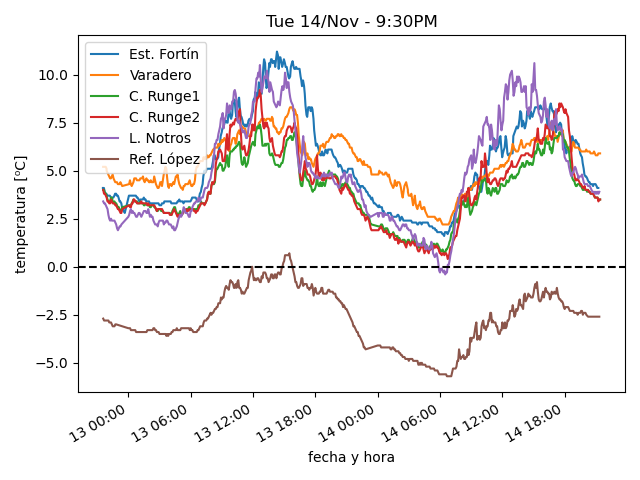 Tue 14/Nov - 9:30PM
Est. Fortín
Varadero
C. Runge1
C. Runge2
L. Notros
Ref. López
temperatura [ºC]
10.0
7.5
5.0
2.5
0.0
−2.5
−5.0
13 00:00
13 06:00
13 12:00
13 18:00
14 00:00
14 06:00
14 12:00
14 18:00
fecha y hora